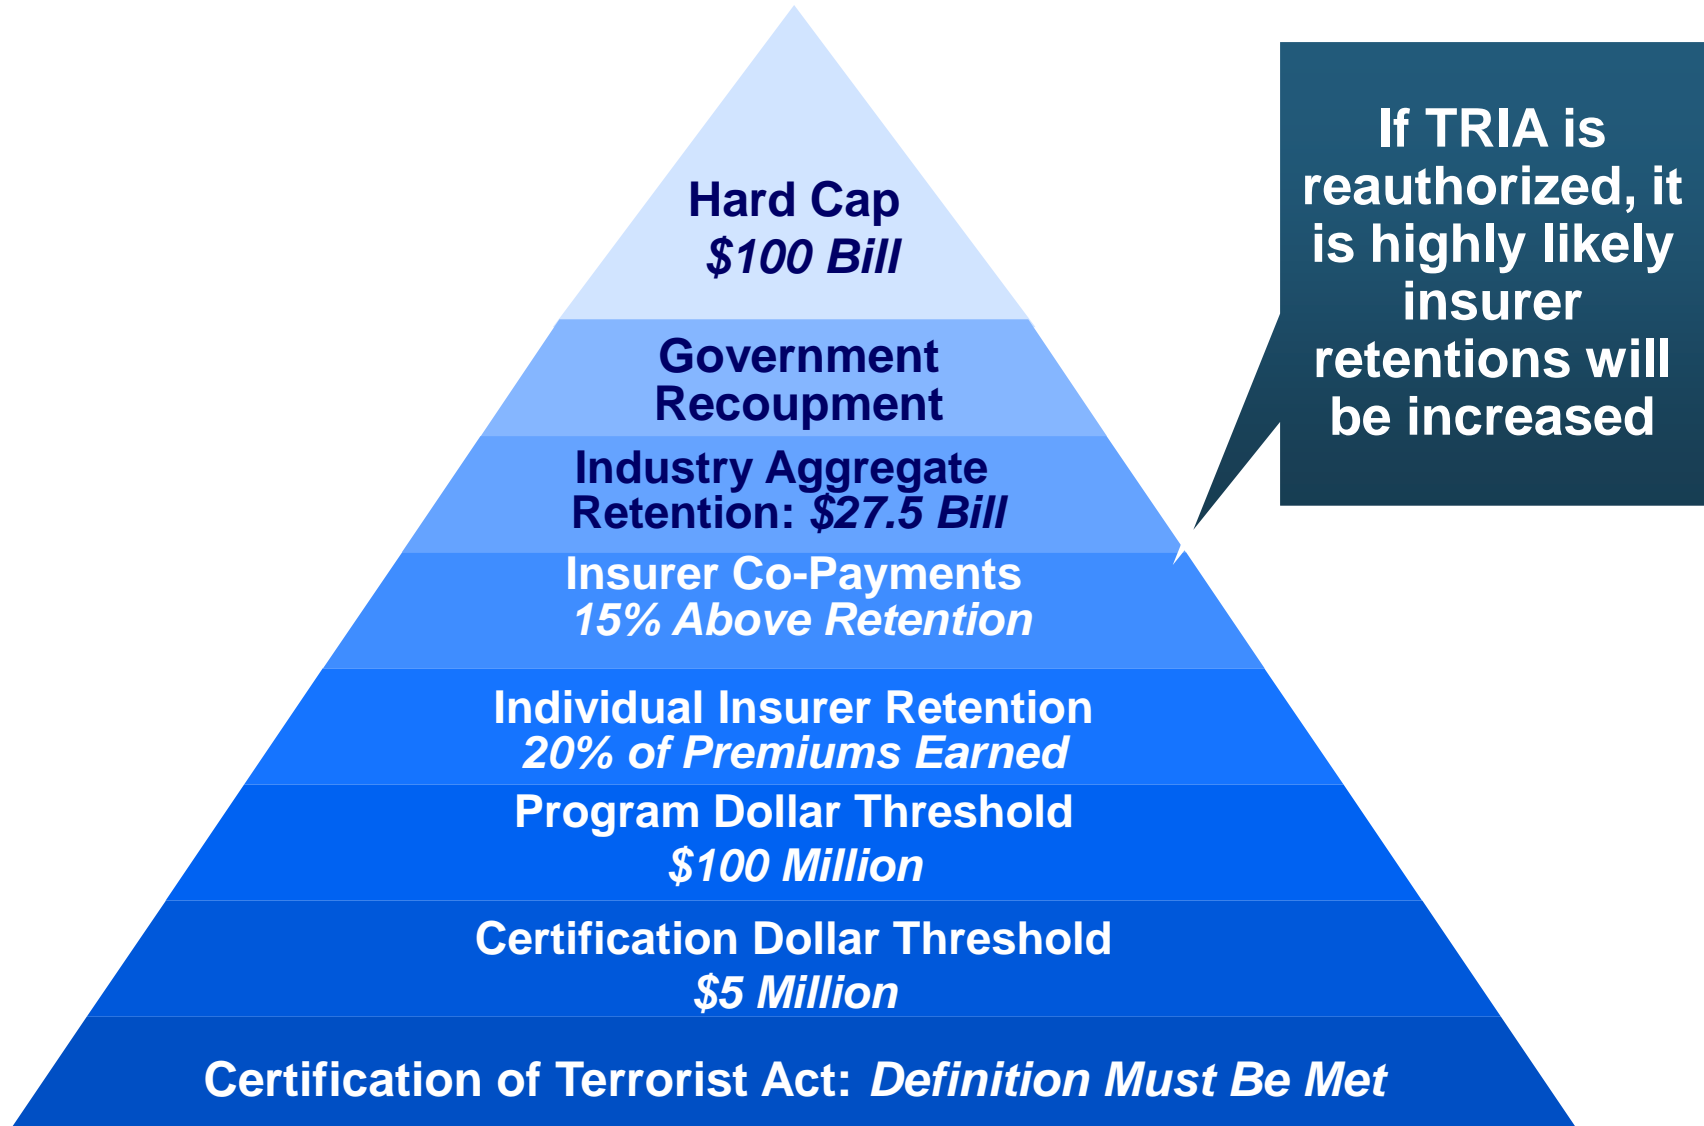 Hard Cap
$100 Bill
Government
Recoupment
Industry Aggregate
Retention: $27.5 Bill
Insurer Co-Payments
15% Above Retention
Individual Insurer Retention
20% of Premiums Earned
Program Dollar Threshold
$100 Million
Certification Dollar Threshold
$5 Million
Certification of Terrorist Act: Definition Must Be Met
If TRIA is
reauthorized, it
is highly likely
insurer
retentions will
be increased